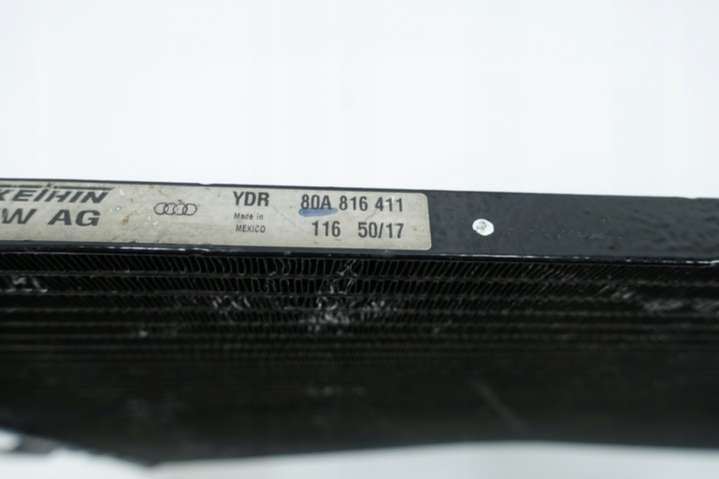 KEIHIN YDR 80A 816 411
W AG Made in
MEXICO 116 50/17